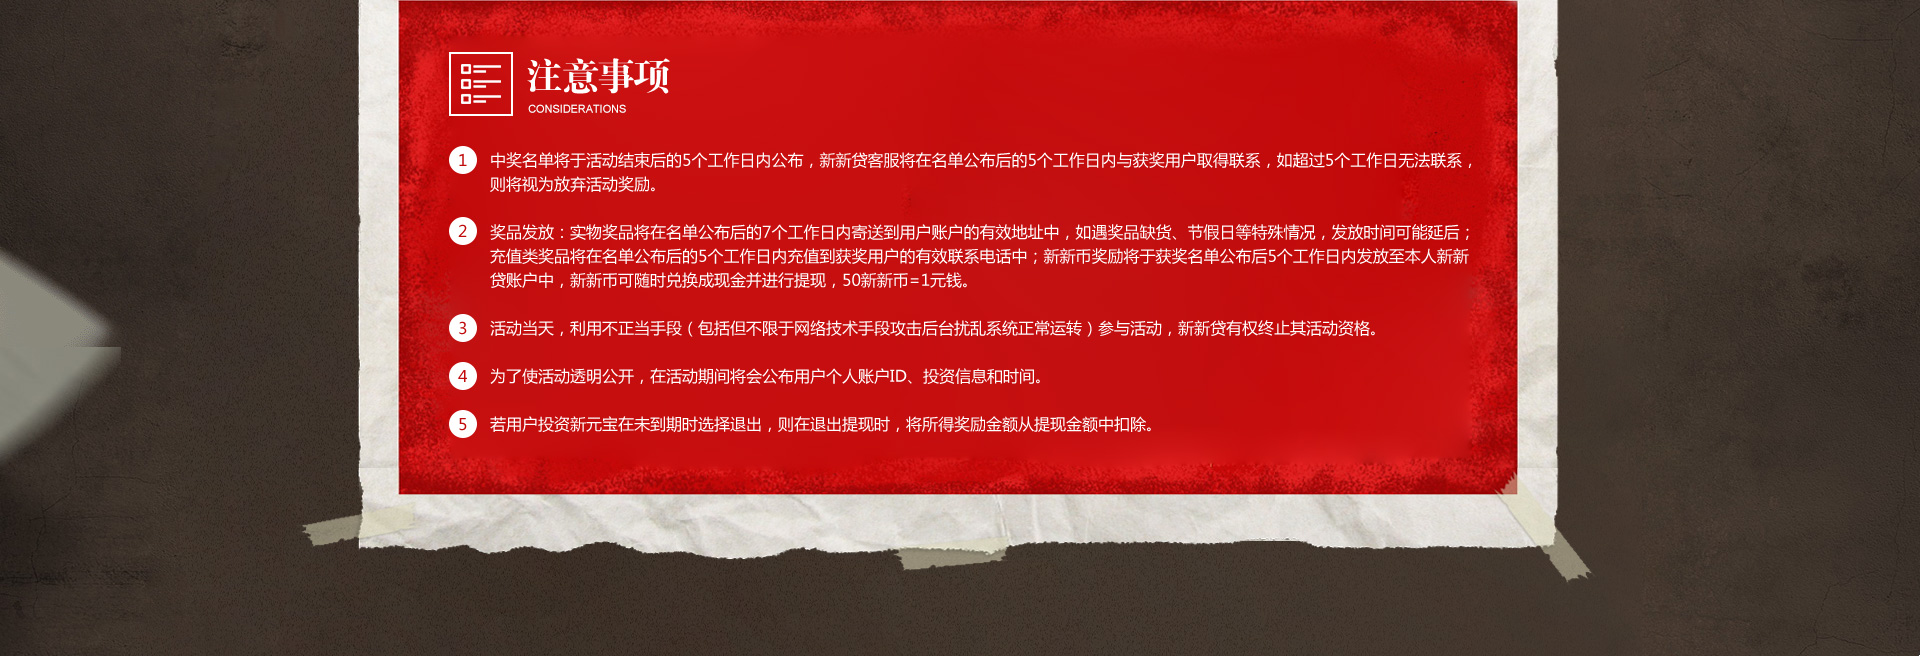 注意事项
CONSIDERATIONS
1 中奖名单将于活动结束后的5个工作日内公布，新新贷客服将在名单公布后的5个工作日内与获奖用户取得联系，如超过5个工作日无法联系，
则将视为放弃活动奖励。
2 奖品发放：实物奖品将在名单公布后的7个工作日内寄送到用户账户的有效地址中，如遇奖品缺货、节假日等特殊情况，发放时间可能延后；
充值类奖品将在名单公布后的5个工作日内充值到获奖用户的有效联系电话中；新新币奖励将于获奖名单公布后5个工作日内发放至本人新新
贷账户中，新新币可随时兑换成现金并进行提现，50新新币=1元钱。
3 活动当天，利用不正当手段（包括但不限于网络技术手段攻击后台扰乱系统正常运转）参与活动，新新贷有权终止其活动资格。
4 为了使活动透明公开，在活动期间将会公布用户个人账户ID、投资信息和时间。
5 若用户投资新元宝在未到期时选择退出，则在退出提现时，将所得奖励金额从提现金额中扣除。